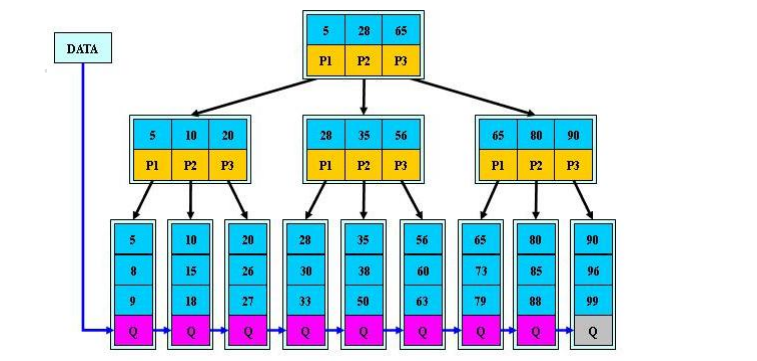 5 28 65
DATA
P1 P2 P3
5 10 20 28 35 56 65 80 90
P1 P2 P3 P1 P2 P3 P1 P2 P3
5 10 20 28 35 56 65 80 90
8 15 26 30 38 60 73 85 96
9 18 27 33 50 63 79 88 99
Q Q Q Q Q Q Q Q Q